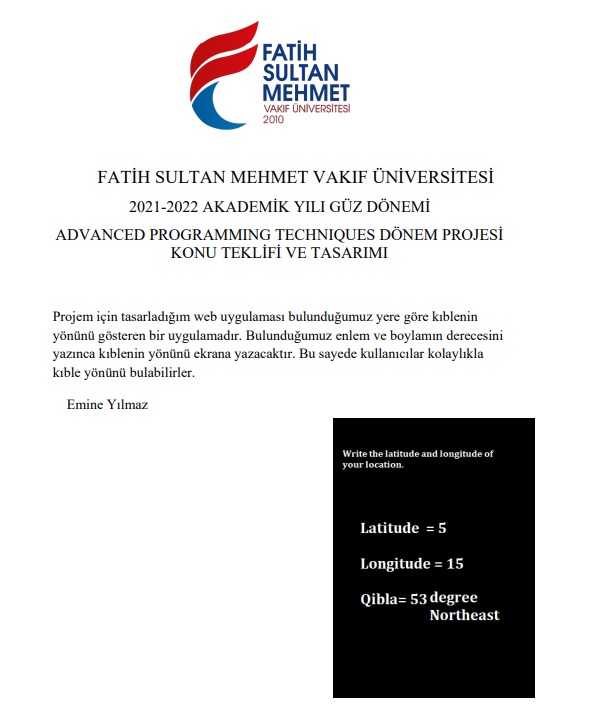 FATİH
SULTAN
MEHMET
VAKIF ÜNİVERSİTESİ
2010
FATİH SULTAN MEHMET VAKIF ÜNİVERSİTESİ
2021-2022 AKADEMİK YILI GÜZ DÖNEMİ
ADVANCED PROGRAMMING TECHNIQUES DÖNEM PROJESİ
KONU TEKLİFİ VE TASARIMI
Projem için tasarladığım web uygulaması bulunduğumuz yere göre kıblenin
yönünü gösteren bir uygulamadır. Bulunduğumuz enlem ve boylamın derecesini
yazınca kıblenin yönünü ekrana yazacaktır. Bu sayede kullanıcılar kolaylıkla
kıble yönünü bulabilirler.
Emine Yılmaz
Write the latitude and longitude of
your location.
Latitude = 5
Longitude = 15
Qibla= 53 degree
Northeast